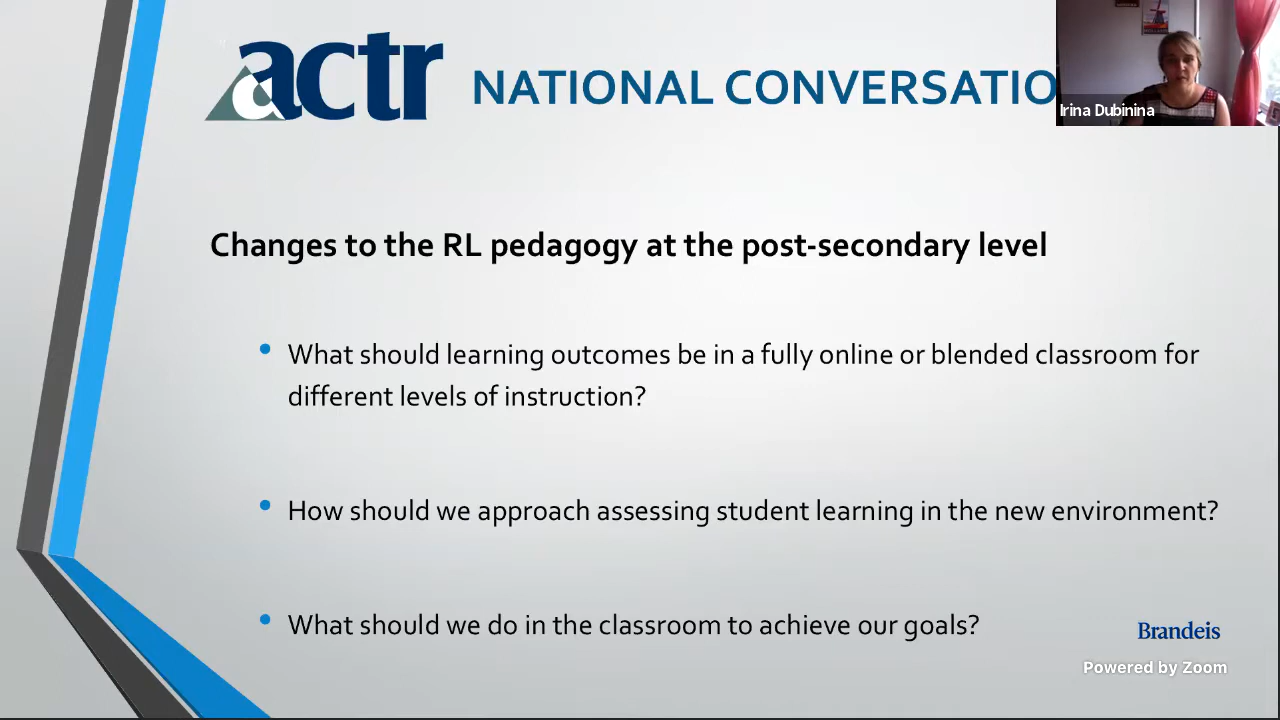 actr
NATIONAL CONVERSATIO
Irina Dubinina
Changes to the RL pedagogy at the post-secondary level
• What should learning outcomes be in a fully online or blended classroom for
different levels of instruction?
• How should we approach assessing student learning in the new environment?
• What should we do in the classroom to achieve our goals?
Brandeis
Powered by Zoom